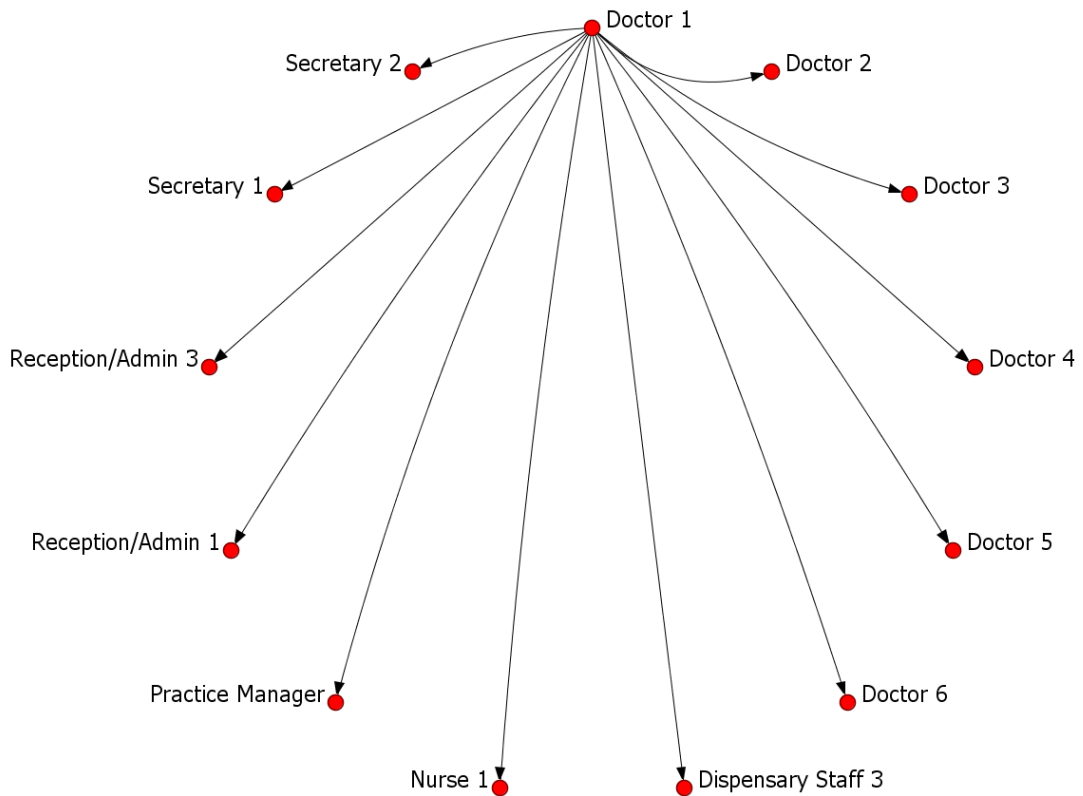 Doctor 1
Secretary 2
Doctor 2
Secretary 1
Doctor 3
Reception/Admin 3
Doctor 4
Reception/Admin 1
Doctor 5
Practice Manager
Doctor 6
Nurse 1
Dispensary Staff 3